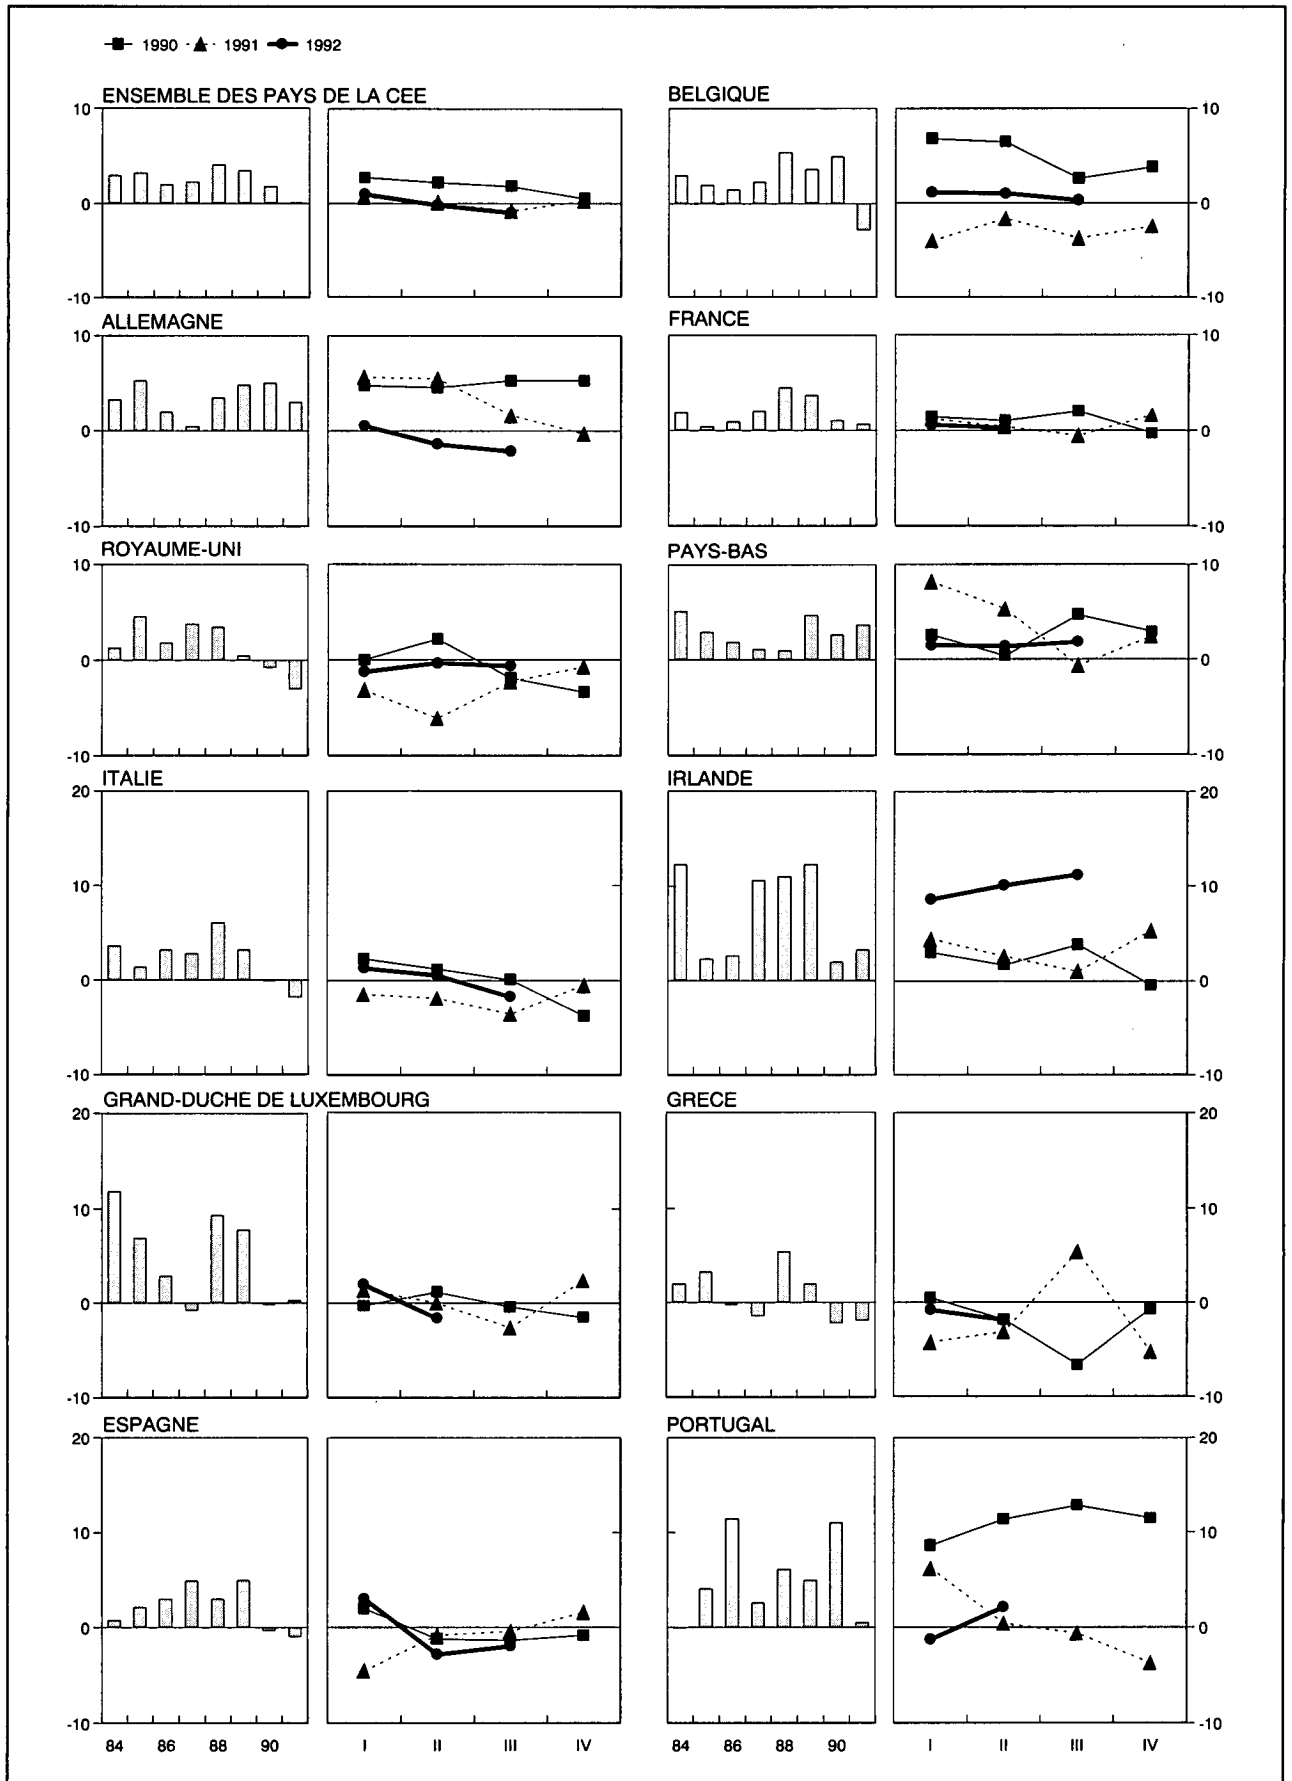 1990 1991 1992
ENSEMBLE DES PAYS DE LA CEE
10
0
-10
BELGIQUE
10
0
-10
ALLEMAGNE
10
0
-10
FRANCE
10
0
-10
ROYAUME-UNI
10
0
-10
PAYS-BAS
10
0
-10
ITALIE
20
10
0
-10
IRLANDE
20
10
0
-10
GRAND-DUCHE DE LUXEMBOURG
20
10
0
-10
GRECE
20
10
0
-10
ESPAGNE
20
10
0
-10
84 86 88 90 I II III IV
PORTUGAL
20
10
0
-10
84 86 88 90 I II III IV